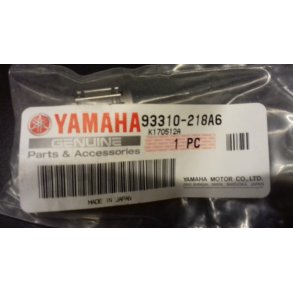 YAMAHA 93310-218A6
GENUINE K170512A
Parts & Accessories 1 PC
MADE IN JAPAN
YAMAHA MOTOR CO.,LTD.